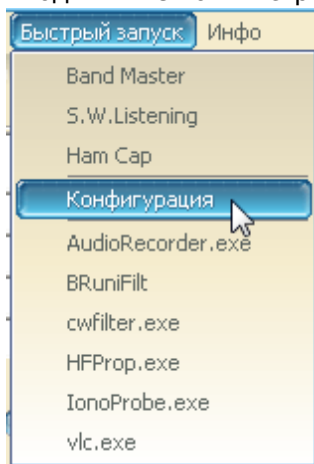 Быстрый запуск Инфо
Band Master
S.W.Listening
Ham Cap
Конфигурация
AudioRecorder.exe
BRuniFilt
cwfilter.exe
HFProp.exe
IonoProbe.exe
vlc.exe